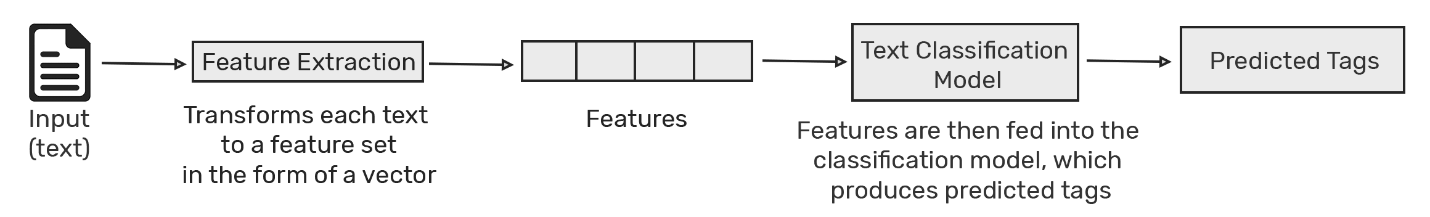 Input
(text)
Feature Extraction
Transforms each text
to a feature set
in the form of a vector
Features
Text Classification
Model
Features are then fed into the
classification model, which
produces predicted tags
Predicted Tags